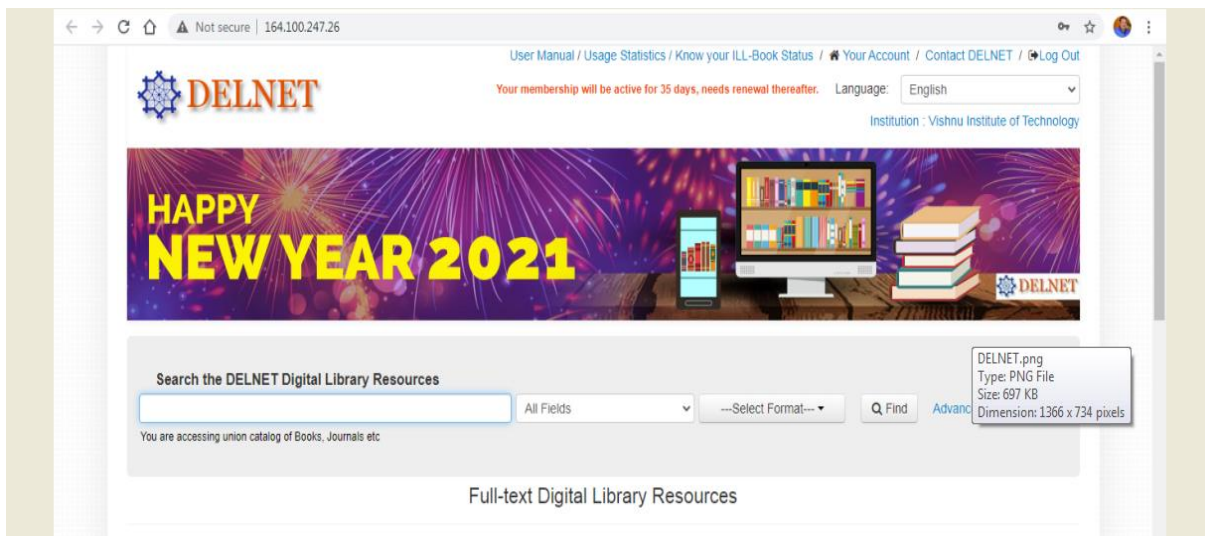 Not secure | 164.100.247.26
User Manual / Usage Statistics / Know your ILL-Book Status / Your Account / Contact DELNET / Log Out
DELNET
Your membership will be active for 35 days, needs renewal thereafter. Language: English
Institution : Vishnu Institute of Technology
HAPPY
NEW YEAR 2021
DELNET
Search the DELNET Digital Library Resources
All Fields ---Select Format--- Find Advanc
You are accessing union catalog of Books, Journals etc
DELNET.png
Type: PNG File
Size: 697 KB
Dimension: 1366 x 734 pixels
Full-text Digital Library Resources